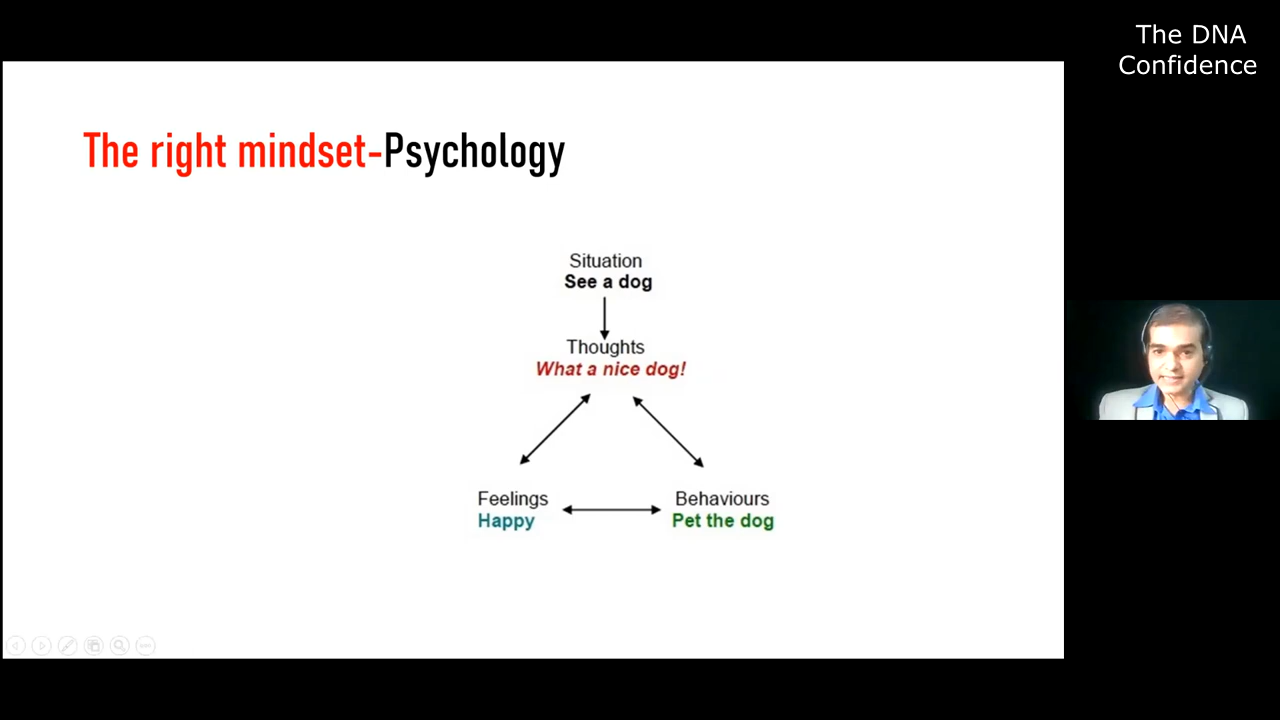 The DNA
Confidence
The right mindset-Psychology
Situation
See a dog
Thoughts
What a nice dog!
Feelings
Happy
Behaviours
Pet the dog